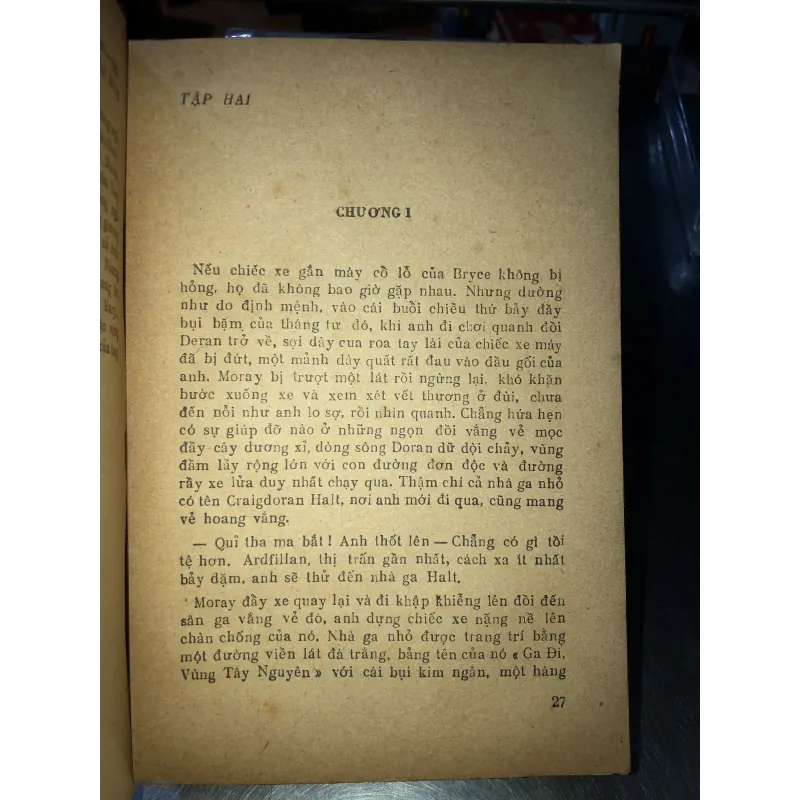 TẬP HAI
CHƯƠNG I
Nếu chiếc xe gắn máy cồ lỗ của Bryce không bị
hỏng, họ đã không bao giờ gặp nhau. Nhưng dường
như do định mệnh, vào cái buồi chiều thứ bảy đầy
bụi bặm của tháng tư đó, khi anh đi chơi quanh đồi
Deran trở về, sợi dây cua roa tay lái của chiếc xe máy
đã bị đứt, một mảnh dây quất rất đau vào đầu gối của
anh. Moray bị trượt một lát rồi ngừng lại, khó khăn
bước xuống xe và xem xét vết thương ở đùi, chưa
đến nỗi như anh lo sợ, rồi nhìn quanh. Chẳng hứa hẹn
có sự giúp đỡ nào ở những ngọn đồi vắng vẻ mọc
đầy cây dương xỉ, dòng sông Doran dữ dội chảy, vùng
đầm lầy rộng lớn với con đường đơn độc và đường
rầy xe lửa duy nhất chạy qua. Thậm chí cả nhà ga nhỏ
có tên Craigdoran Halt, nơi anh mới đi qua, cũng mang
vẻ hoang vắng.
— Quỉ tha ma bắt! Anh thốt lên — Chẳng có gì tồi
tệ hơn. Ardfillan, thị trấn gần nhất, cách xa ít nhất
bảy dặm, anh sẽ thử đến nhà ga Halt.
Moray đầy xe quay lại và đi khập khiễng lên đồi đến
sân ga vắng vẻ đó, anh dựng chiếc xe nặng nề lên
chân chống của nó. Nhà ga nhỏ được trang trí bằng
một đường viền lát đá trắng, bảng tên của nó « Ga Đi,
Vùng Tây Nguyên » với cái bụi kim ngân, một hàng
27